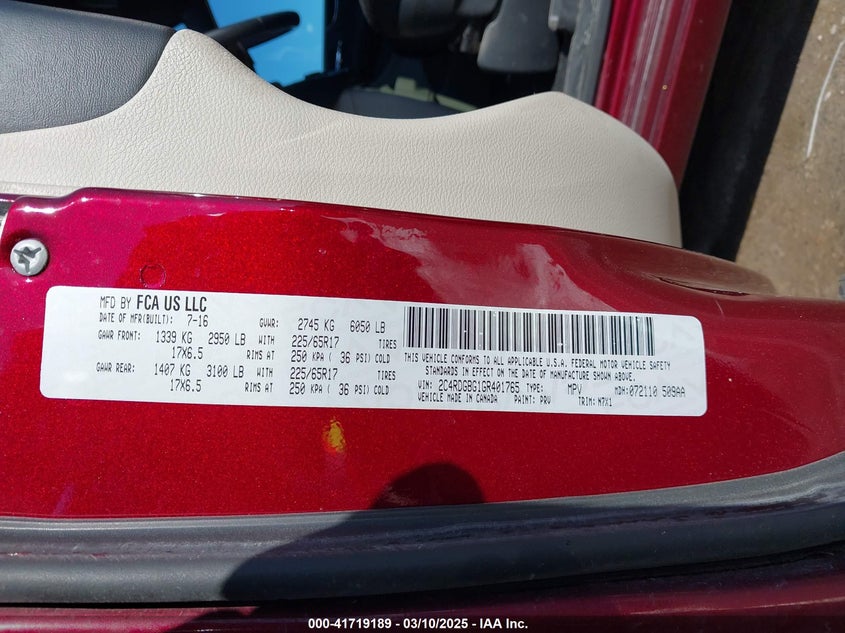 MFD BY FCA US LLC
DATE OF MFR(BUILT): 7-16 GVWR: 2745 KG 6050 LB
GAWR FRONT: 1339 KG 2950 LB WITH 225/65R17 TIRES
17X6.5 RIMS AT 250 KPA ( 36 PSI) COLD
GAWR REAR: 1407 KG 3100 LB WITH 225/65R17 TIRES
17X6.5 RIMS AT 250 KPA ( 36 PSI) COLD
THIS VEHICLE CONFORMS TO ALL APPLICABLE U.S.A. FEDERAL MOTOR VEHICLE SAFETY
STANDARDS IN EFFECT ON THE DATE OF MANUFACTURE SHOWN ABOVE.
VIN: 2C4RDGBG1GR401765 TYPE: MPV MDH: 072110 509AA
VEHICLE MADE IN CANADA PAINT: PRV TRIM: N7X1
000-41719189 - 03/10/2025 - IAA Inc.